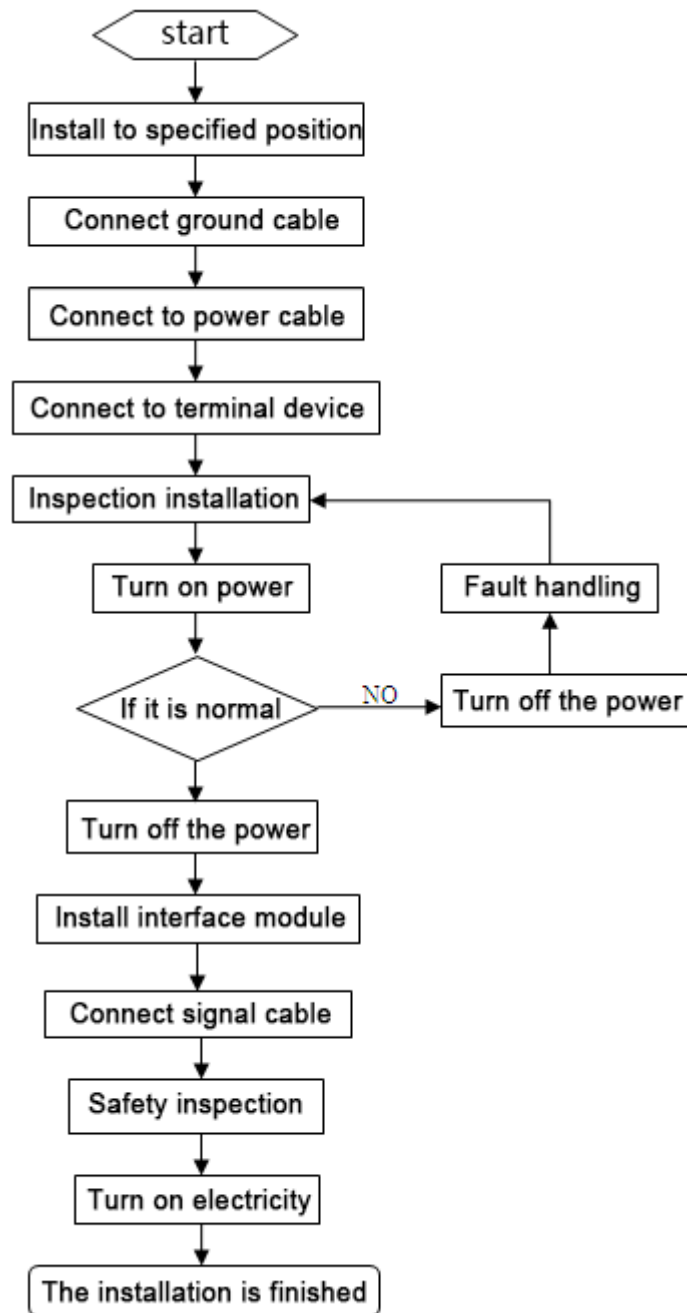 start
Install to specified position
Connect ground cable
Connect to power cable
Connect to terminal device
Inspection installation
Turn on power
Fault handling
If it is normal
NO
Turn off the power
Turn off the power
Install interface module
Connect signal cable
Safety inspection
Turn on electricity
The installation is finished